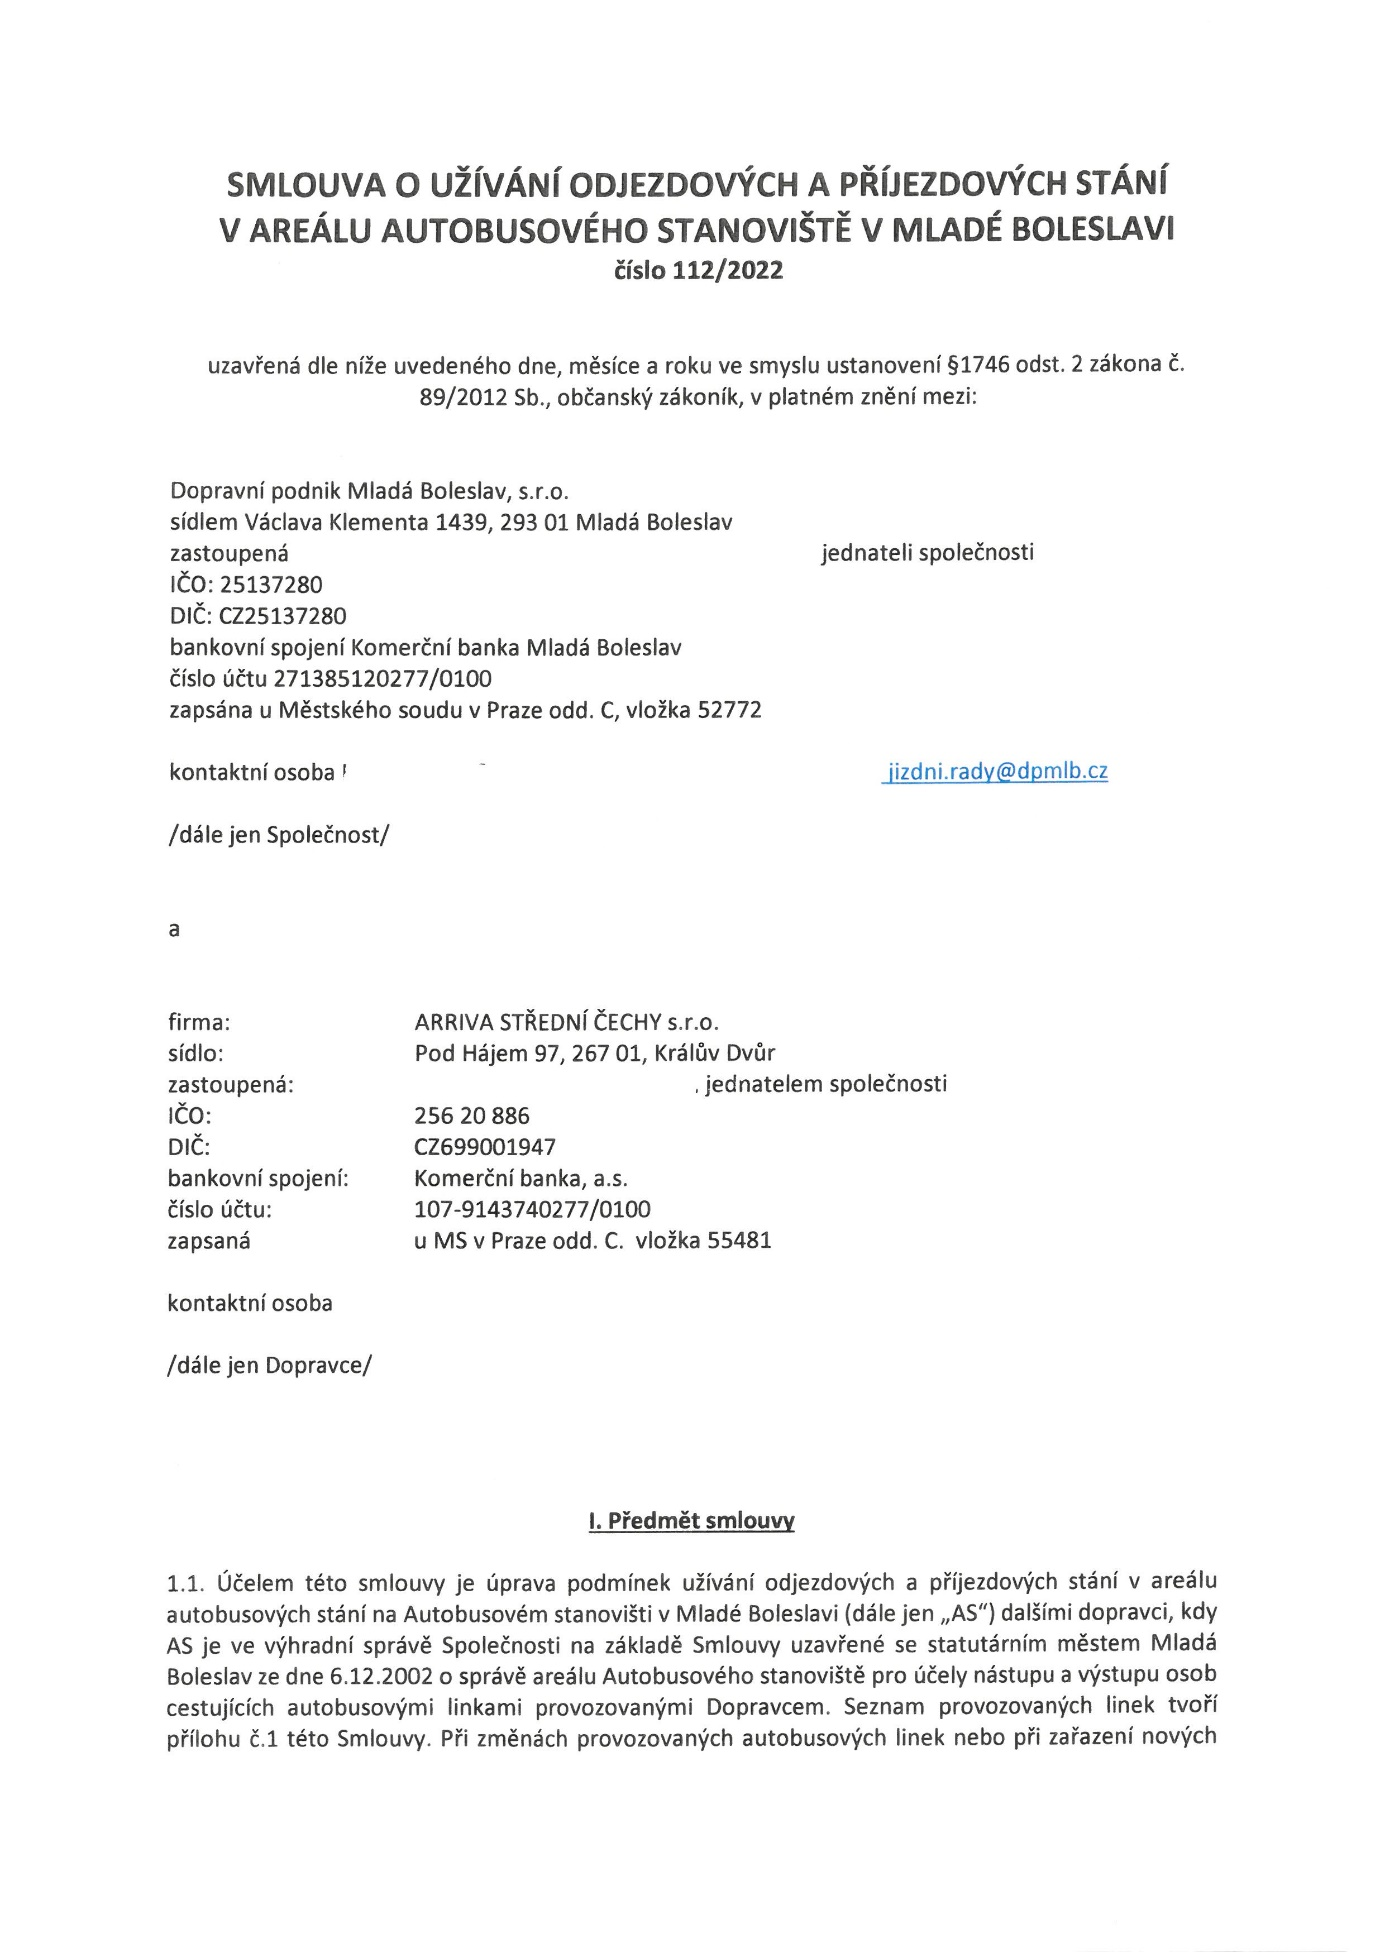 SMLOUVA O UŽÍVÁNÍ ODJEZDOVÝCH A PŘÍJEZDOVÝCH STÁNÍ
V AREÁLU AUTOBUSOVÉHO STANOVIŠTĚ V MLADÉ BOLESLAVI
číslo 112/2022
uzavřená dle níže uvedeného dne, měsíce a roku ve smyslu ustanovení §1746 odst. 2 zákona č.
89/2012 Sb., občanský zákoník, v platném znění mezi:
Dopravní podnik Mladá Boleslav, s.r.o.
sídlem Václava Klementa 1439, 293 01 Mladá Boleslav
zastoupená jednateli společnosti
IČO: 25137280
DIČ: CZ25137280
bankovní spojení Komerční banka Mladá Boleslav
číslo účtu 271385120277/0100
zapsána u Městského soudu v Praze odd. C, vložka 52772
kontaktní osoba jizdni.rady@dpmlb.cz
/dále jen Společnost/
a
firma: ARRIVA STŘEDNÍ ČECHY s.r.o.
sídlo: Pod Hájem 97, 267 01, Králův Dvůr
zastoupená: , jednatelem společnosti
IČO: 256 20 886
DIČ: CZ699001947
bankovní spojení: Komerční banka, a.s.
číslo účtu: 107-9143740277/0100
zapsaná u MS v Praze odd. C. vložka 55481
kontaktní osoba
/dále jen Dopravce/
I. Předmět smlouvy
1.1. Účelem této smlouvy je úprava podmínek užívání odjezdových a příjezdových stání v areálu
autobusových stání na Autobusovém stanovišti v Mladé Boleslavi (dále jen „AS“) dalšími dopravci, kdy
AS je ve výhradní správě Společnosti na základě Smlouvy uzavřené se statutárním městem Mladá
Boleslav ze dne 6.12.2002 o správě areálu Autobusového stanoviště pro účely nástupu a výstupu osob
cestujících autobusovými linkami provozovanými Dopravcem. Seznam provozovaných linek tvoří
přílohu č.1 této Smlouvy. Při změnách provozovaných autobusových linek nebo při zařazení nových